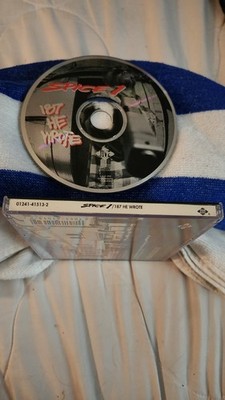 SPICE 1
187
HE
WROTE
01241-41513-2 SPICE 1 / 187 HE WROTE